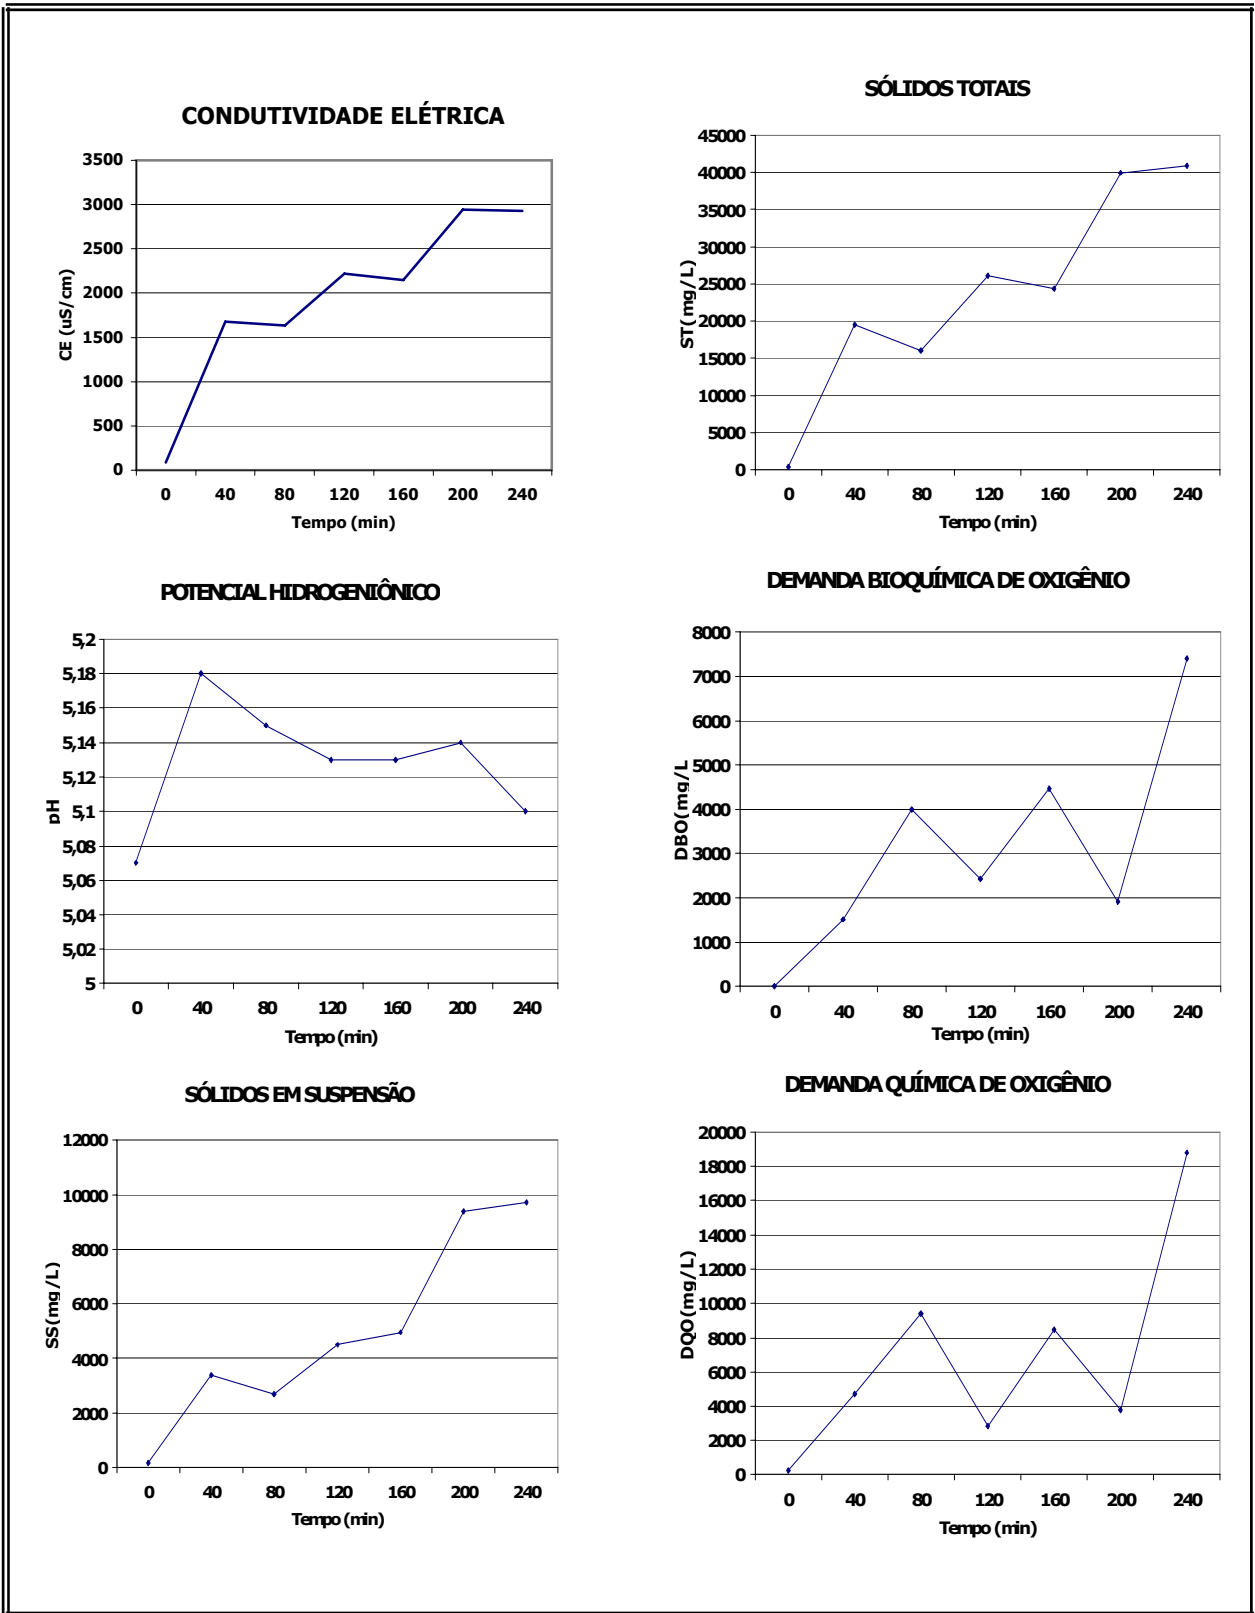 CONDUTIVIDADE ELÉTRICA
3500
3000
2500
2000
1500
1000
500
0
CE (uS/cm)
0 40 80 120 160 200 240
Tempo (min)
SÓLIDOS TOTAIS
45000
40000
35000
30000
25000
20000
15000
10000
5000
0
ST(mg/L)
0 40 80 120 160 200 240
Tempo (min)
POTENCIAL HIDROGENIÔNICO
5,2
5,18
5,16
5,14
5,12
5,1
5,08
5,06
5,04
5,02
5
pH
0 40 80 120 160 200 240
Tempo (min)
DEMANDA BIOQUÍMICA DE OXIGÊNIO
8000
7000
6000
5000
4000
3000
2000
1000
0
DBO(mg/L
0 40 80 120 160 200 240
Tempo (min)
SÓLIDOS EM SUSPENSÃO
12000
10000
8000
6000
4000
2000
0
SS(mg/L)
0 40 80 120 160 200 240
Tempo (min)
DEMANDA QUÍMICA DE OXIGÊNIO
20000
18000
16000
14000
12000
10000
8000
6000
4000
2000
0
DQO(mg/L)
0 40 80 120 160 200 240
Tempo (min)